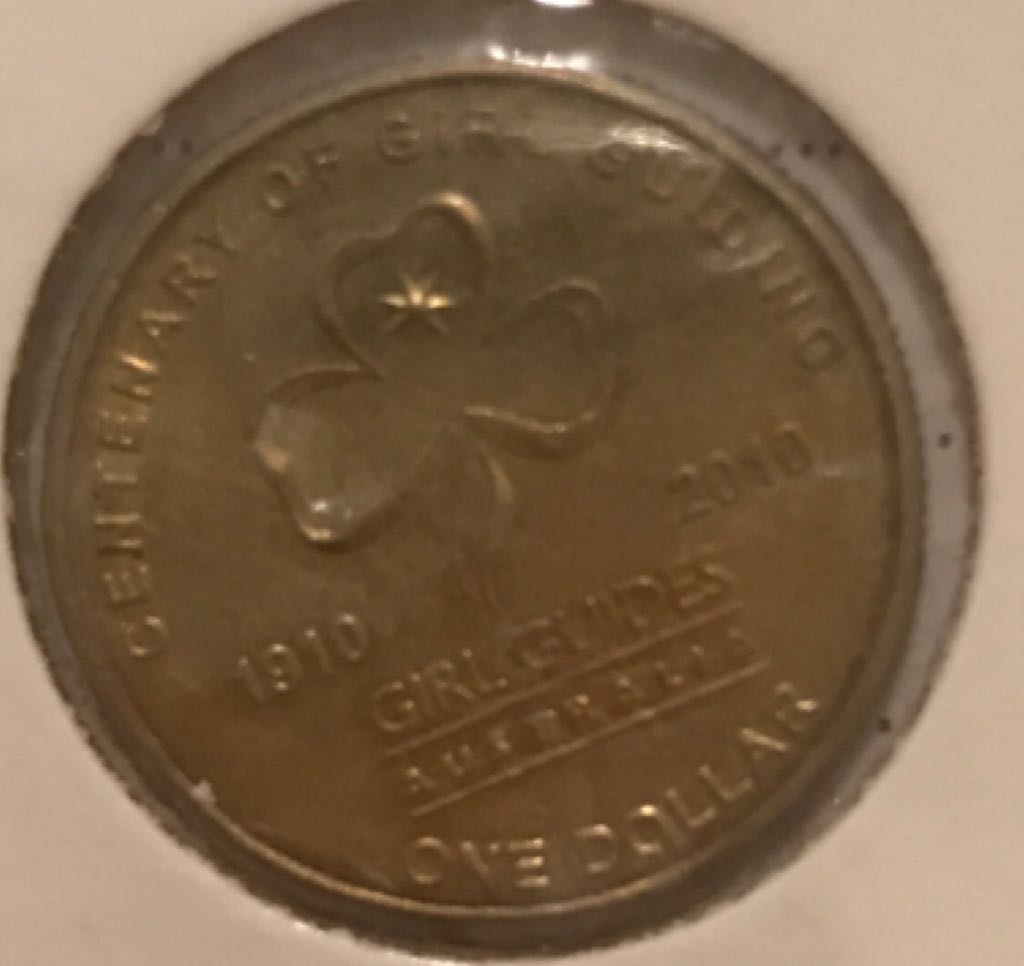 CENTENARY OF GIRL GUIDING
1910
2010
GIRL GUIDES
AUSTRALIA
ONE DOLLAR